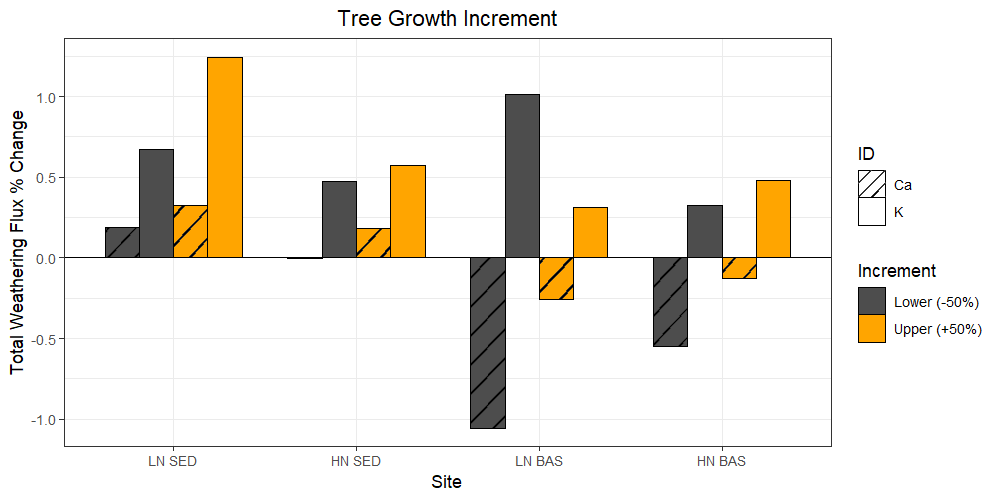 Tree Growth Increment
Total Weathering Flux % Change
1.0
0.5
0.0
-0.5
-1.0
LN SED
HN SED
LN BAS
HN BAS
Site
ID
Ca
K
Increment
Lower (-50%)
Upper (+50%)